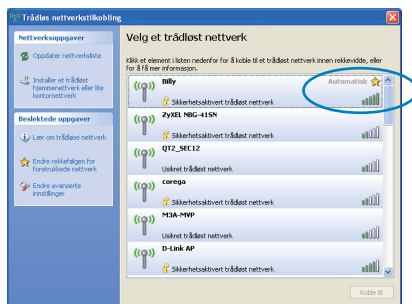 Trådløs nettverkstilkobling
Nettverksoppgaver
Oppdater nettverksliste
Installer et trådløst
hjemmenettverk eller lite
kontornettverk
Beslektede oppgaver
Lær om trådløse nettverk
Endre rekkefølgen for
foretrukkede nettverk
Endre avanserte
innstillinger
Velg et trådløst nettverk
Klikk et element i listen nedenfor for å koble til et trådløst nettverk innen rekkevidde, eller
for å få mer informasjon.
Billy
Automatisk
Sikkerhetsaktivert trådløst nettverk
ZyXEL NBG-415N
Sikkerhetsaktivert trådløst nettverk
QT2_SEC12
Usikret trådløst nettverk
corega
Sikkerhetsaktivert trådløst nettverk
M3A-MVP
Usikret trådløst nettverk
D-Link AP
Sikkerhetsaktivert trådløst nettverk
Koble til